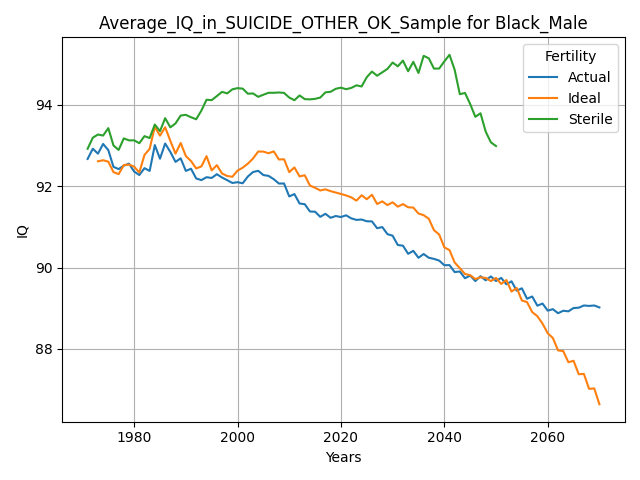 Average_IQ_in_SUICIDE_OTHER_OK_Sample for Black_Male
Fertility
Actual
Ideal
Sterile
94
92
90
88
IQ
1980
2000
2020
2040
2060
Years